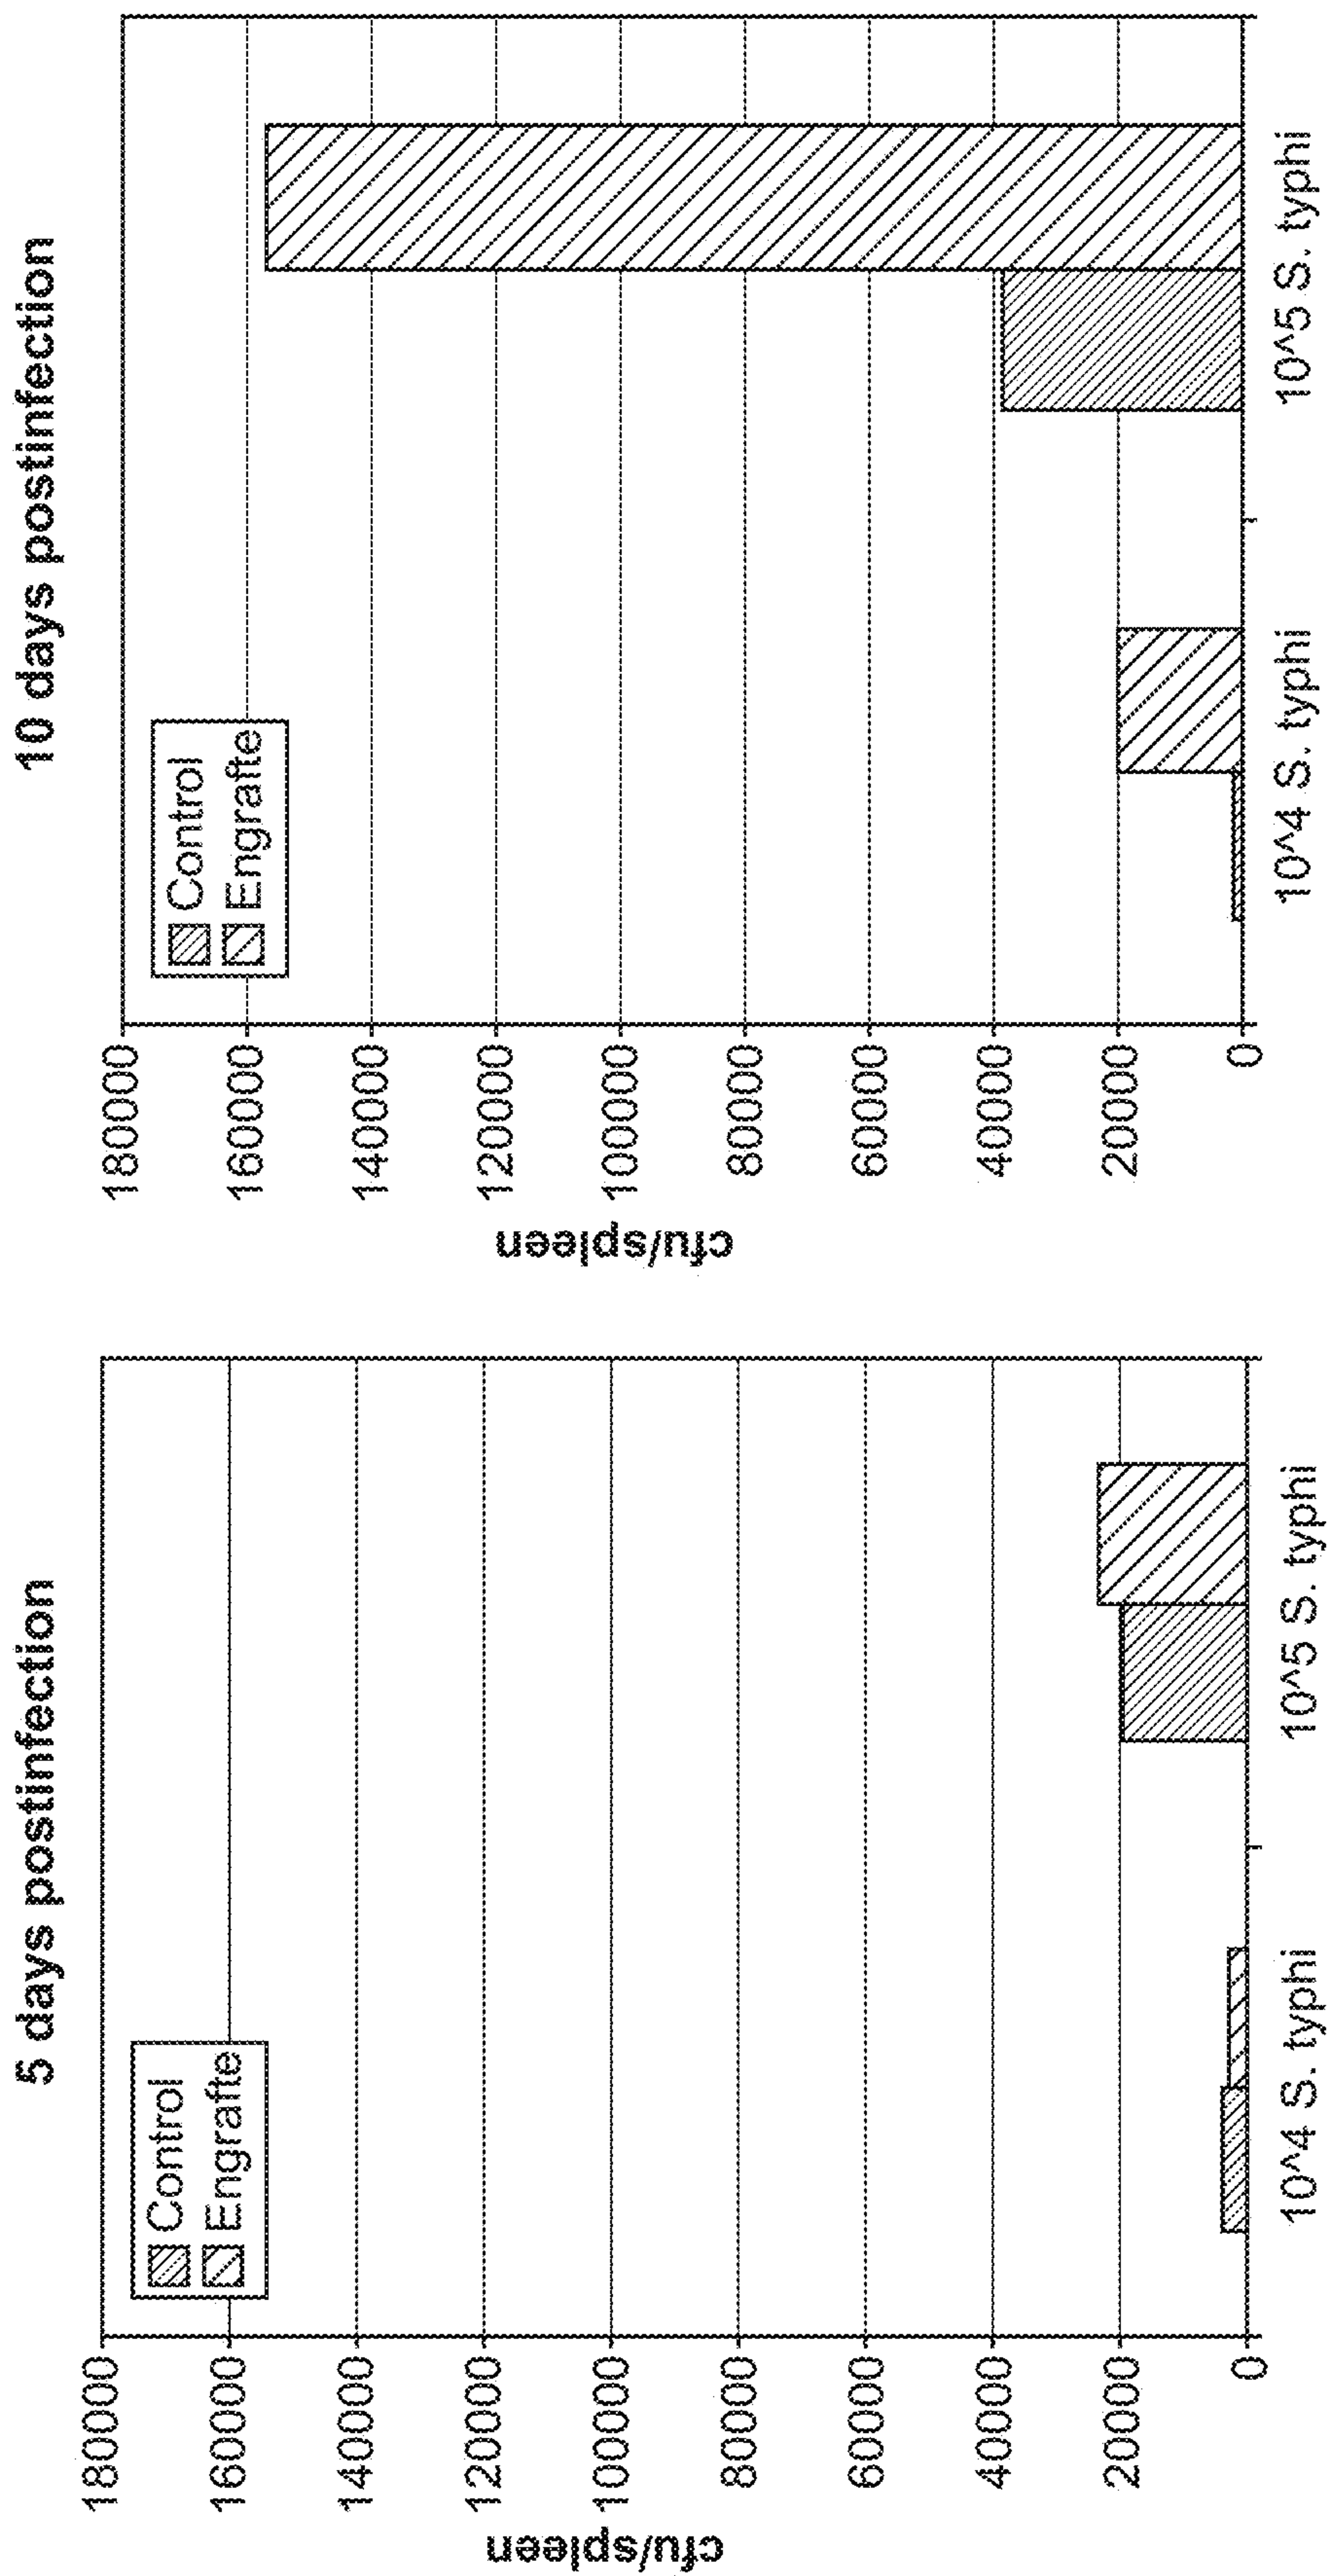 5 days postinfection
cfu/spleen
180000
160000
140000
120000
100000
80000
60000
40000
20000
0
Control
Engrafte
10^4 S. typhi
10^5 S. typhi
10 days postinfection
cfu/spleen
180000
160000
140000
120000
100000
80000
60000
40000
20000
0
Control
Engrafte
10^4 S. typhi
10^5 S. typhi